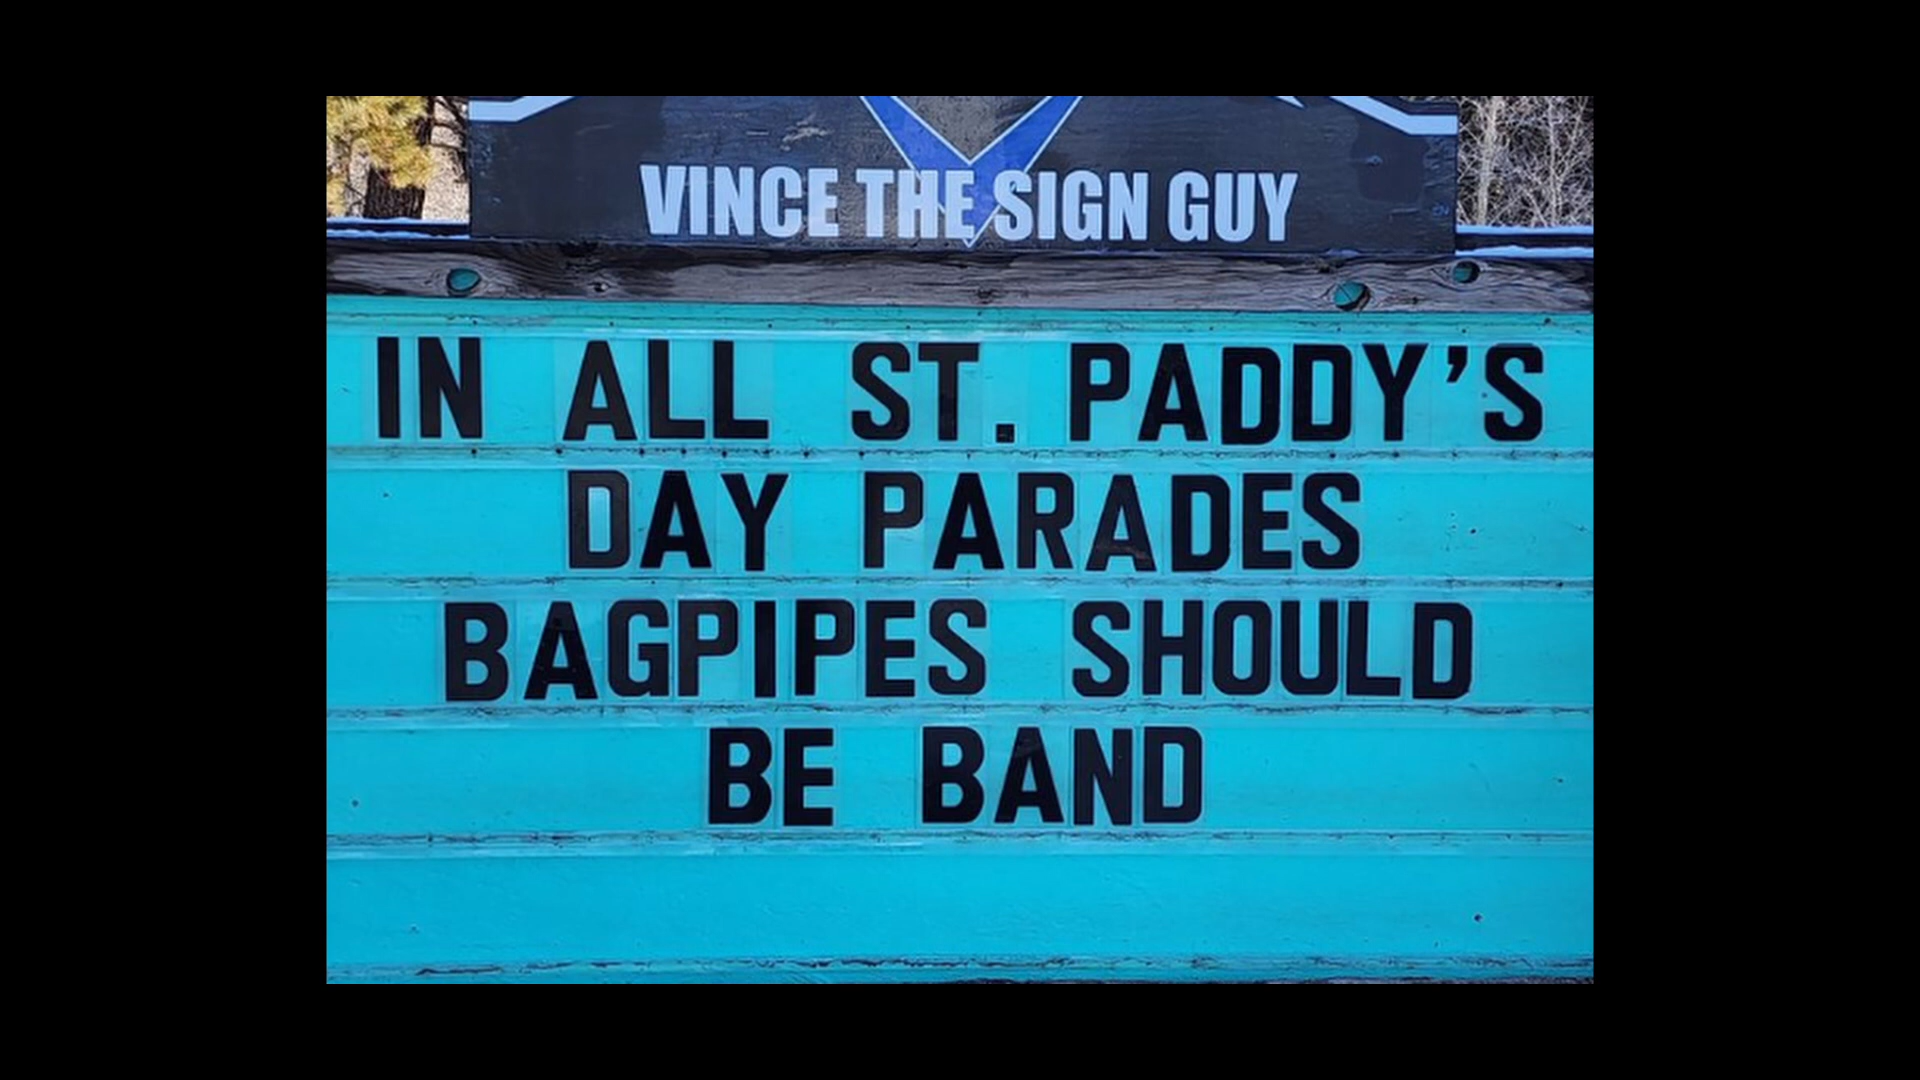 VINCE THE SIGN GUY
IN ALL ST. PADDY'S
DAY PARADES
BAGPIPES SHOULD
BE BAND